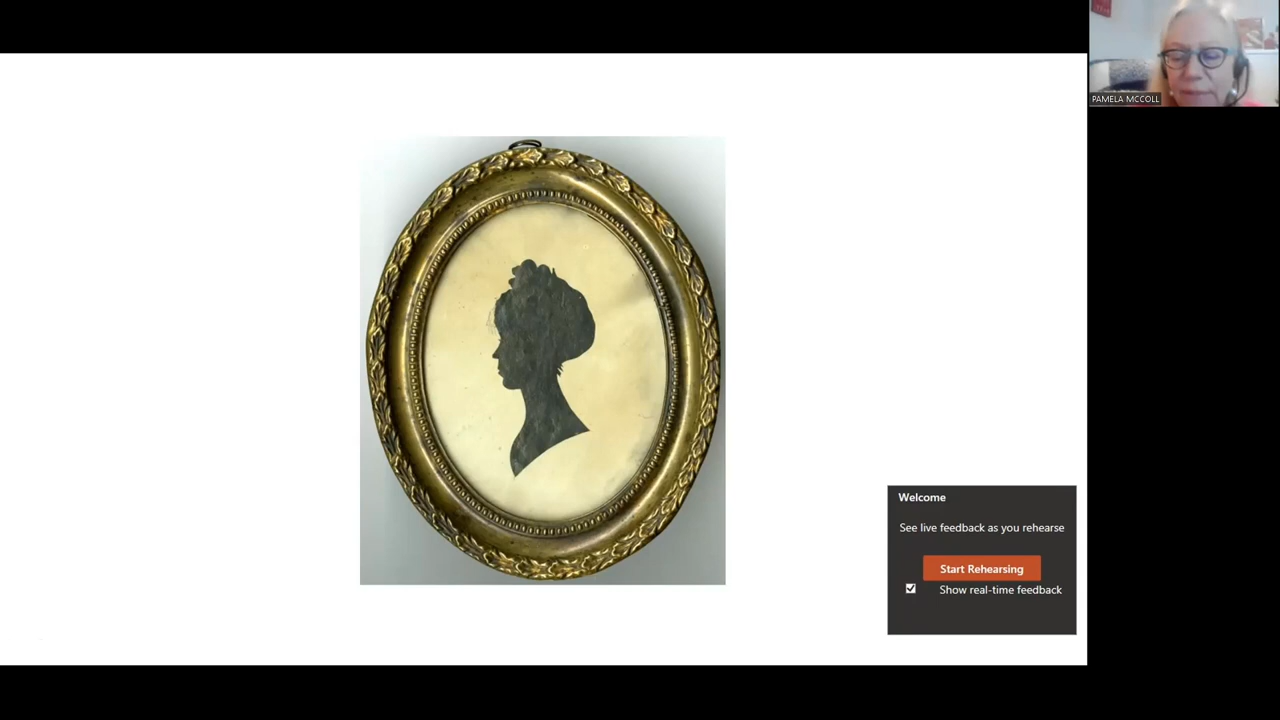 PAMELA MCCOLL
Welcome
See live feedback as you rehearse
Start Rehearsing
Show real-time feedback